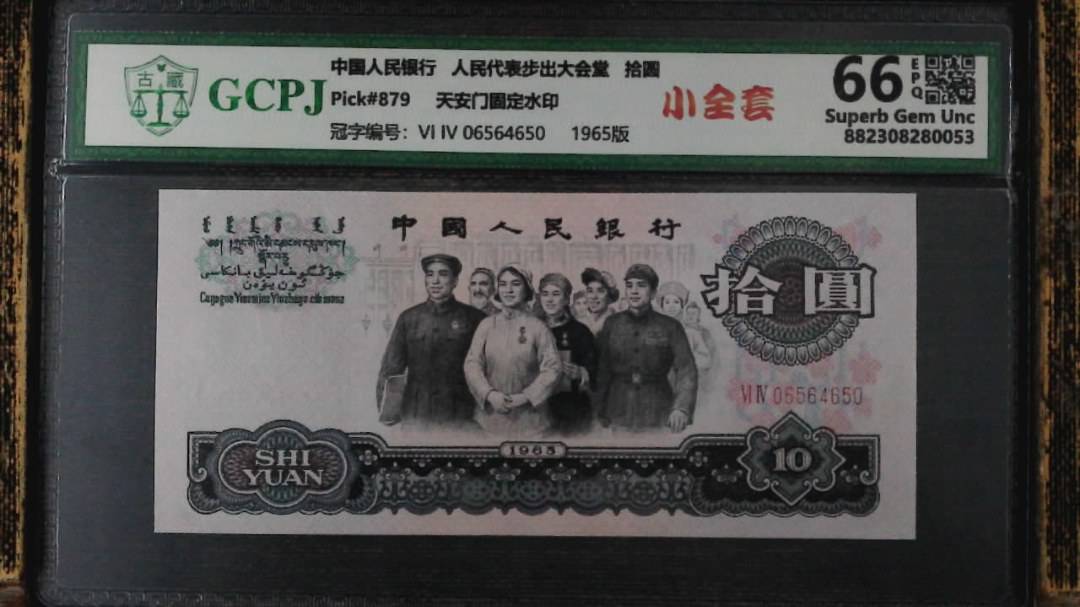 古 藏
GCPJ
中国人民银行 人民代表步出大会堂 拾圆
Pick#879 天安门固定水印
冠字编号: VI IV 06564650 1965版
小全套
66 EPQ
Superb Gem Unc
882308280053
中國人民銀行
拾圓
VI IV 06564650
1965
SHI
YUAN
10